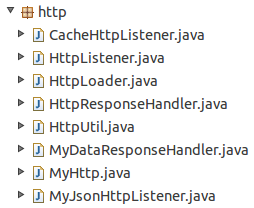 http
CacheHttpListener.java
HttpListener.java
HttpLoader.java
HttpResponseHandler.java
HttpUtil.java
MyDataResponseHandler.java
MyHttp.java
MyJsonHttpListener.java